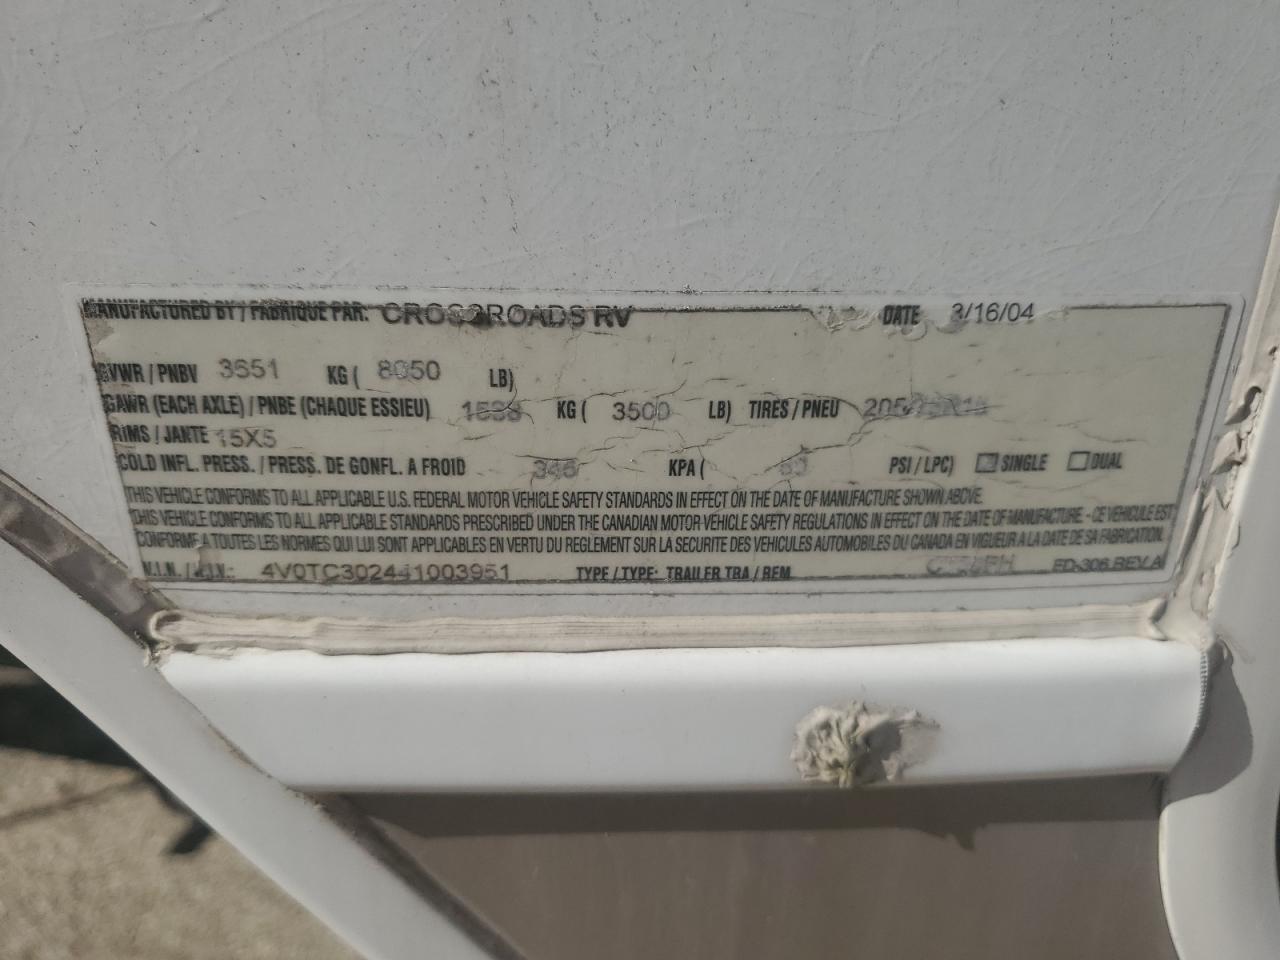 MANUFACTURED BY / FABRIQUE PAR: CROSSROADS RV DATE 3/16/04
GVWR / PNBV 3651 KG ( 8050 LB)
GAWR (EACH AXLE) / PNBE (CHAQUE ESSIEU) 1588 KG ( 3500 LB) TIRES / PNEU
RIMS / JANTE 15X5
COLD INFL. PRESS. / PRESS. DE GONFL. A FROID KPA ( PSI / LPC) SINGLE DUAL
THIS VEHICLE CONFORMS TO ALL APPLICABLE U.S. FEDERAL MOTOR VEHICLE SAFETY STANDARDS IN EFFECT ON THE DATE OF MANUFACTURE SHOWN ABOVE.
THIS VEHICLE CONFORMS TO ALL APPLICABLE STANDARDS PRESCRIBED UNDER THE CANADIAN MOTOR VEHICLE SAFETY REGULATIONS IN EFFECT ON THE DATE OF MANUFACTURE. - CE VEHICULE EST
CONFORME A TOUTES LES NORMES QUI LUI SONT APPLICABLES EN VERTU DU REGLEMENT SUR LA SECURITE DES VEHICULES AUTOMOBILES DU CANADA EN VIGUEUR A LA DATE DE SA FABRICATION.
V.I.N. / N.I.V.: 4V0TC302441003951 TYPE / TYPE: TRAILER TRA / REM ED-306 REV A